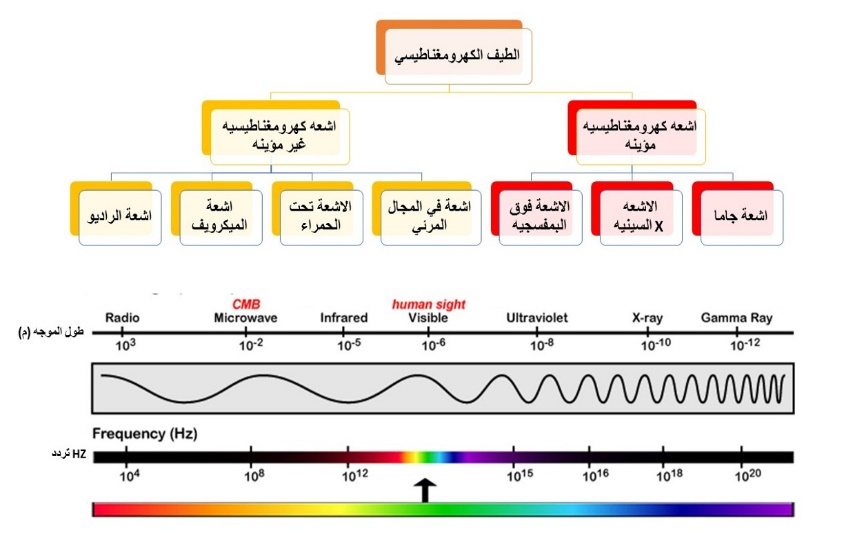 الطيف الكهرومغناطيسي
اشعه كهرومغناطيسيه
غير مؤينه
اشعه كهرومغناطيسيه
مؤينه
اشعة الراديو
اشعة
الميكرويف
الاشعة تحت
الحمراء
اشعة في المجال
المرئي
الاشعة فوق
البمفسجيه
الاشعه
السينيه X
اشعة جاما
CMB
human sight
Radio
Microwave
Infrared
Visible
Ultraviolet
X-ray
Gamma Ray
طول الموجه (م)
10³
10⁻²
10⁻⁵
10⁻⁶
10⁻⁸
10⁻¹⁰
10⁻¹²
Frequency (Hz)
تردد HZ
10⁴
10⁸
10¹²
10¹⁵
10¹⁶
10¹⁸
10²⁰